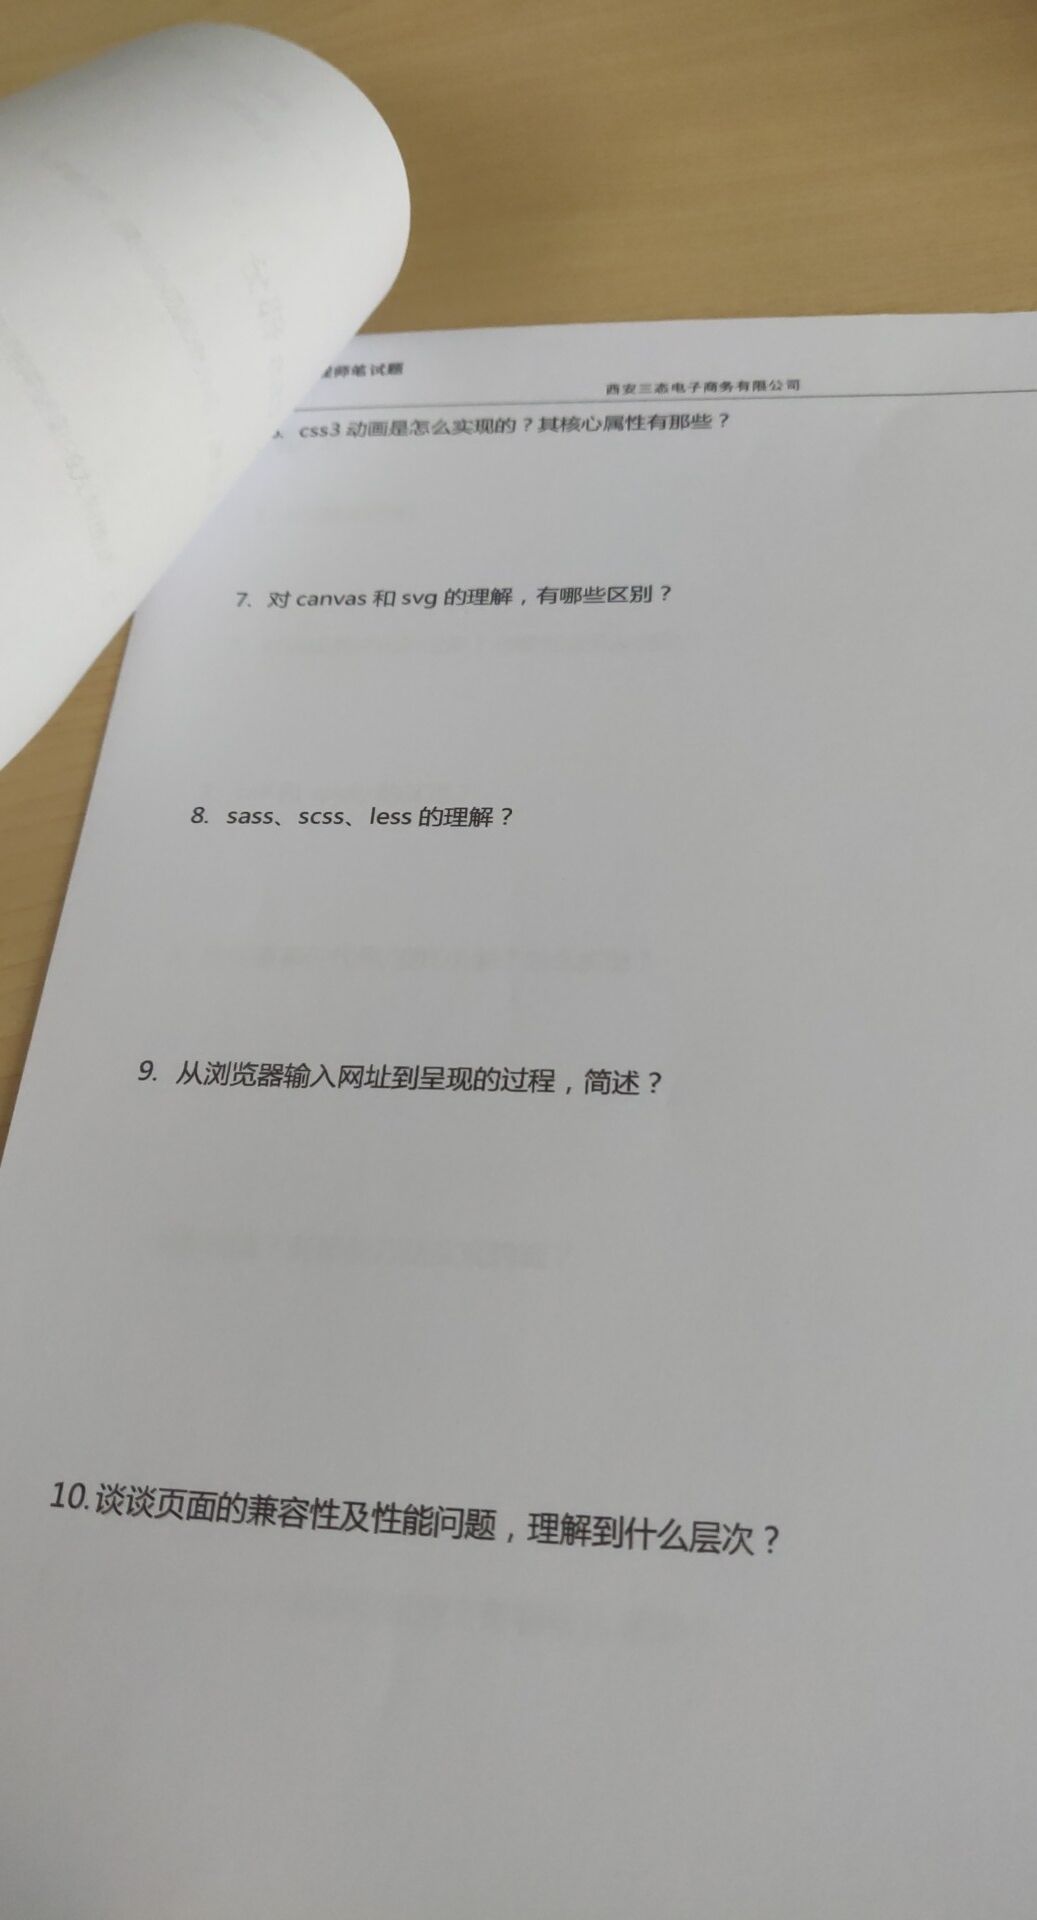 程师笔试题
西安三态电子商务有限公司
css3 动画是怎么实现的？其核心属性有那些？
7. 对 canvas 和 svg 的理解，有哪些区别？
8. sass、scss、less 的理解？
9. 从浏览器输入网址到呈现的过程，简述？
10.谈谈页面的兼容性及性能问题，理解到什么层次？